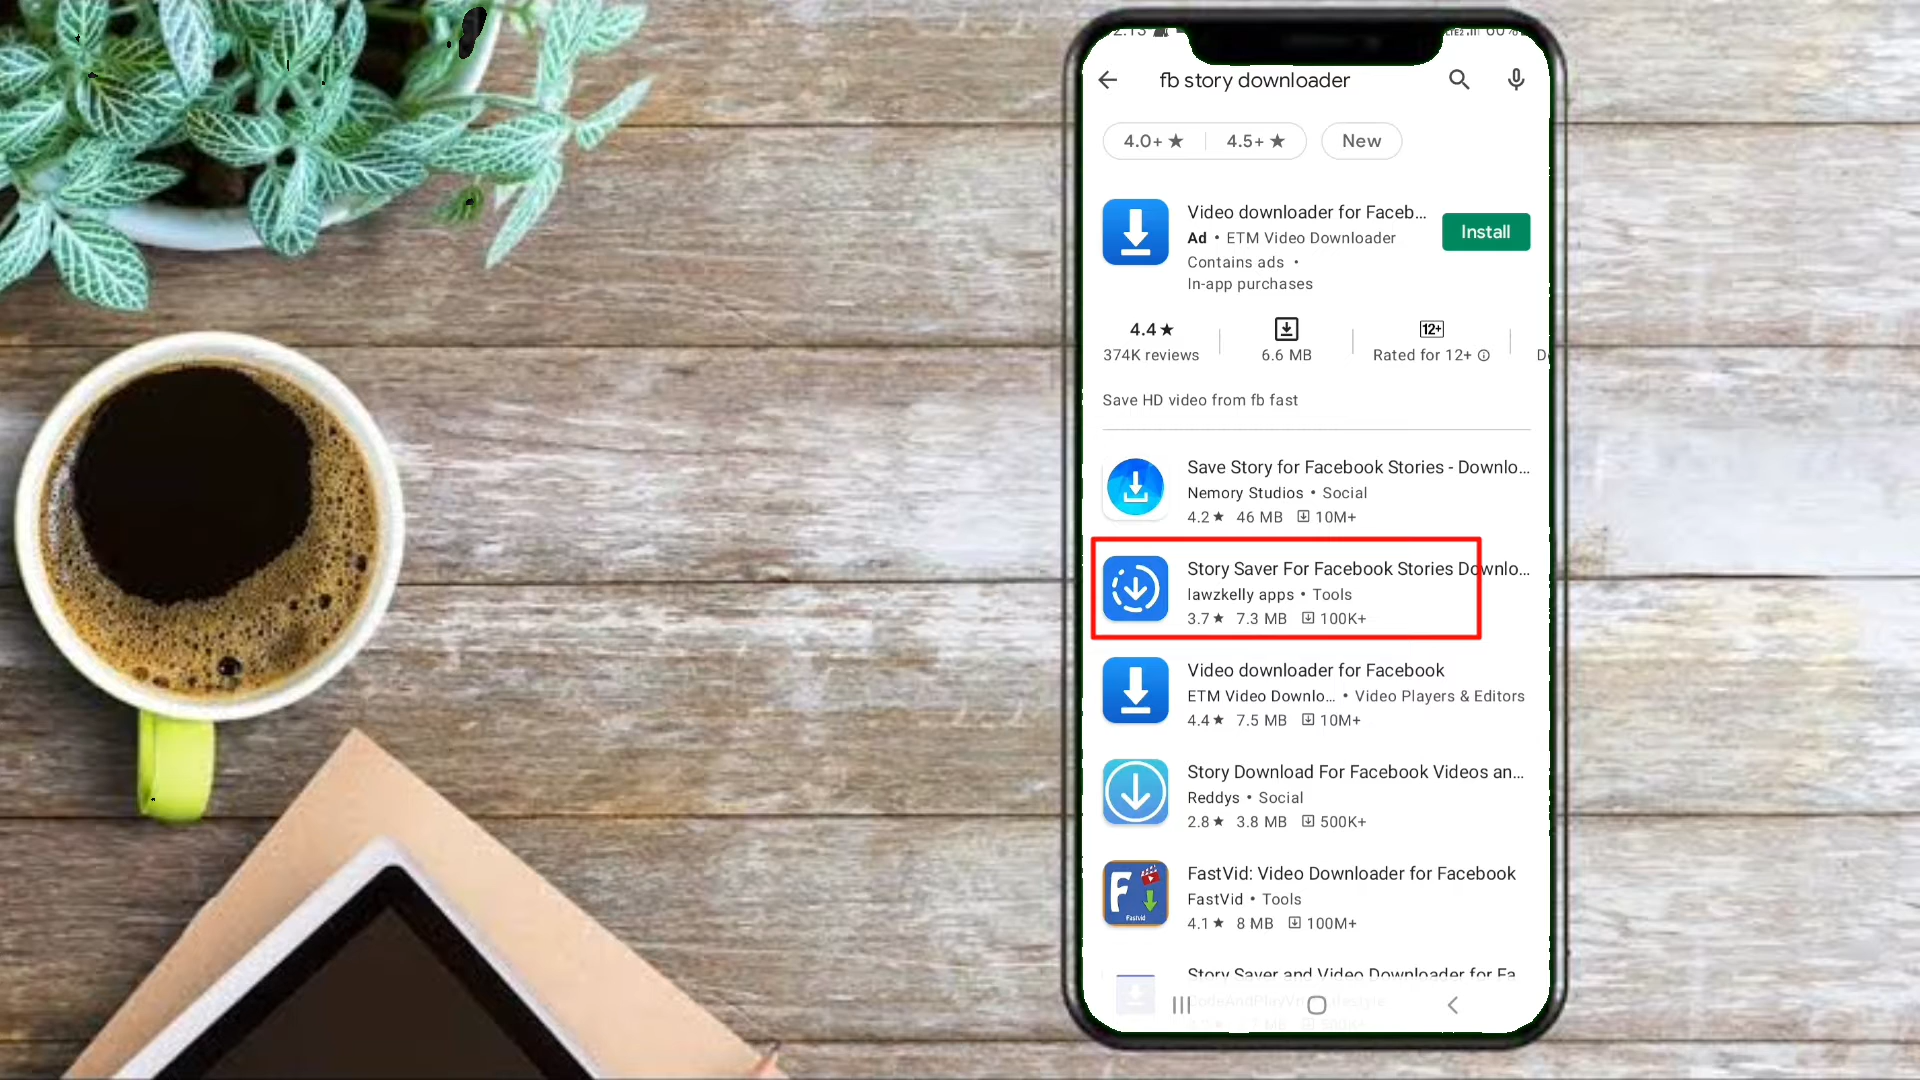 2:13
60%
fb story downloader
4.0+ ★ 4.5+ ★ New
Video downloader for Faceb...
Ad • ETM Video Downloader
Install
Contains ads •
In-app purchases
4.4 ★
12+
374K reviews 6.6 MB Rated for 12+
Save HD video from fb fast
Save Story for Facebook Stories - Downlo...
Nemory Studios • Social
4.2 ★ 46 MB 10M+
Story Saver For Facebook Stories Downlo...
lawzkelly apps • Tools
3.7 ★ 7.3 MB 100K+
Video downloader for Facebook
ETM Video Downlo... • Video Players & Editors
4.4 ★ 7.5 MB 10M+
Story Download For Facebook Videos an...
Reddys • Social
2.8 ★ 3.8 MB 500K+
FastVid: Video Downloader for Facebook
F
Fastvid
FastVid • Tools
4.1 ★ 8 MB 100M+
Story Saver and Video Downloader for Fa